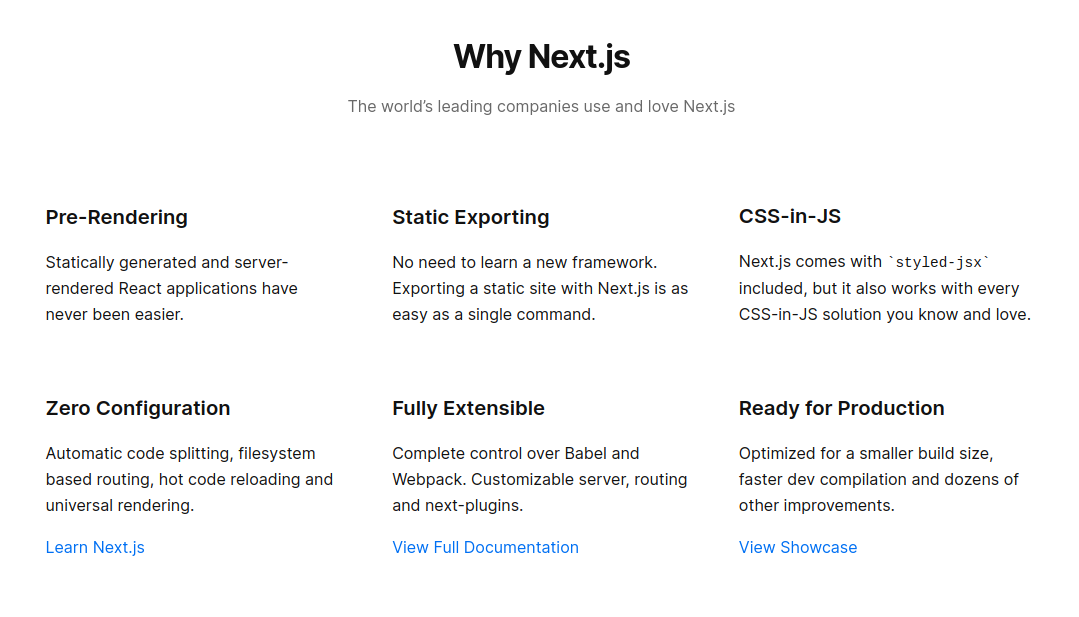 Why Next.js
The world’s leading companies use and love Next.js
Pre-Rendering
Statically generated and server-
rendered React applications have
never been easier.
Static Exporting
No need to learn a new framework.
Exporting a static site with Next.js is as
easy as a single command.
CSS-in-JS
Next.js comes with `styled-jsx`
included, but it also works with every
CSS-in-JS solution you know and love.
Zero Configuration
Automatic code splitting, filesystem
based routing, hot code reloading and
universal rendering.
Learn Next.js
Fully Extensible
Complete control over Babel and
Webpack. Customizable server, routing
and next-plugins.
View Full Documentation
Ready for Production
Optimized for a smaller build size,
faster dev compilation and dozens of
other improvements.
View Showcase